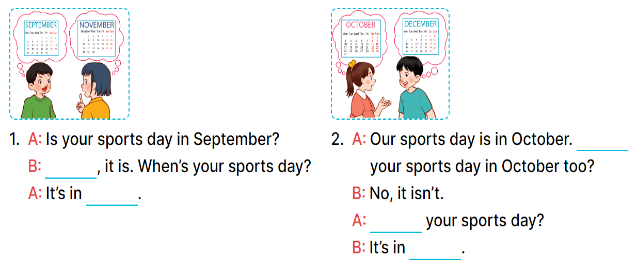 SEPTEMBER
NOVEMBER
OCTOBER
DECEMBER
1. A: Is your sports day in September?
B: ______, it is. When's your sports day?
A: It's in ______.
2. A: Our sports day is in October. ______
your sports day in October too?
B: No, it isn't.
A: ______ your sports day?
B: It's in ______.